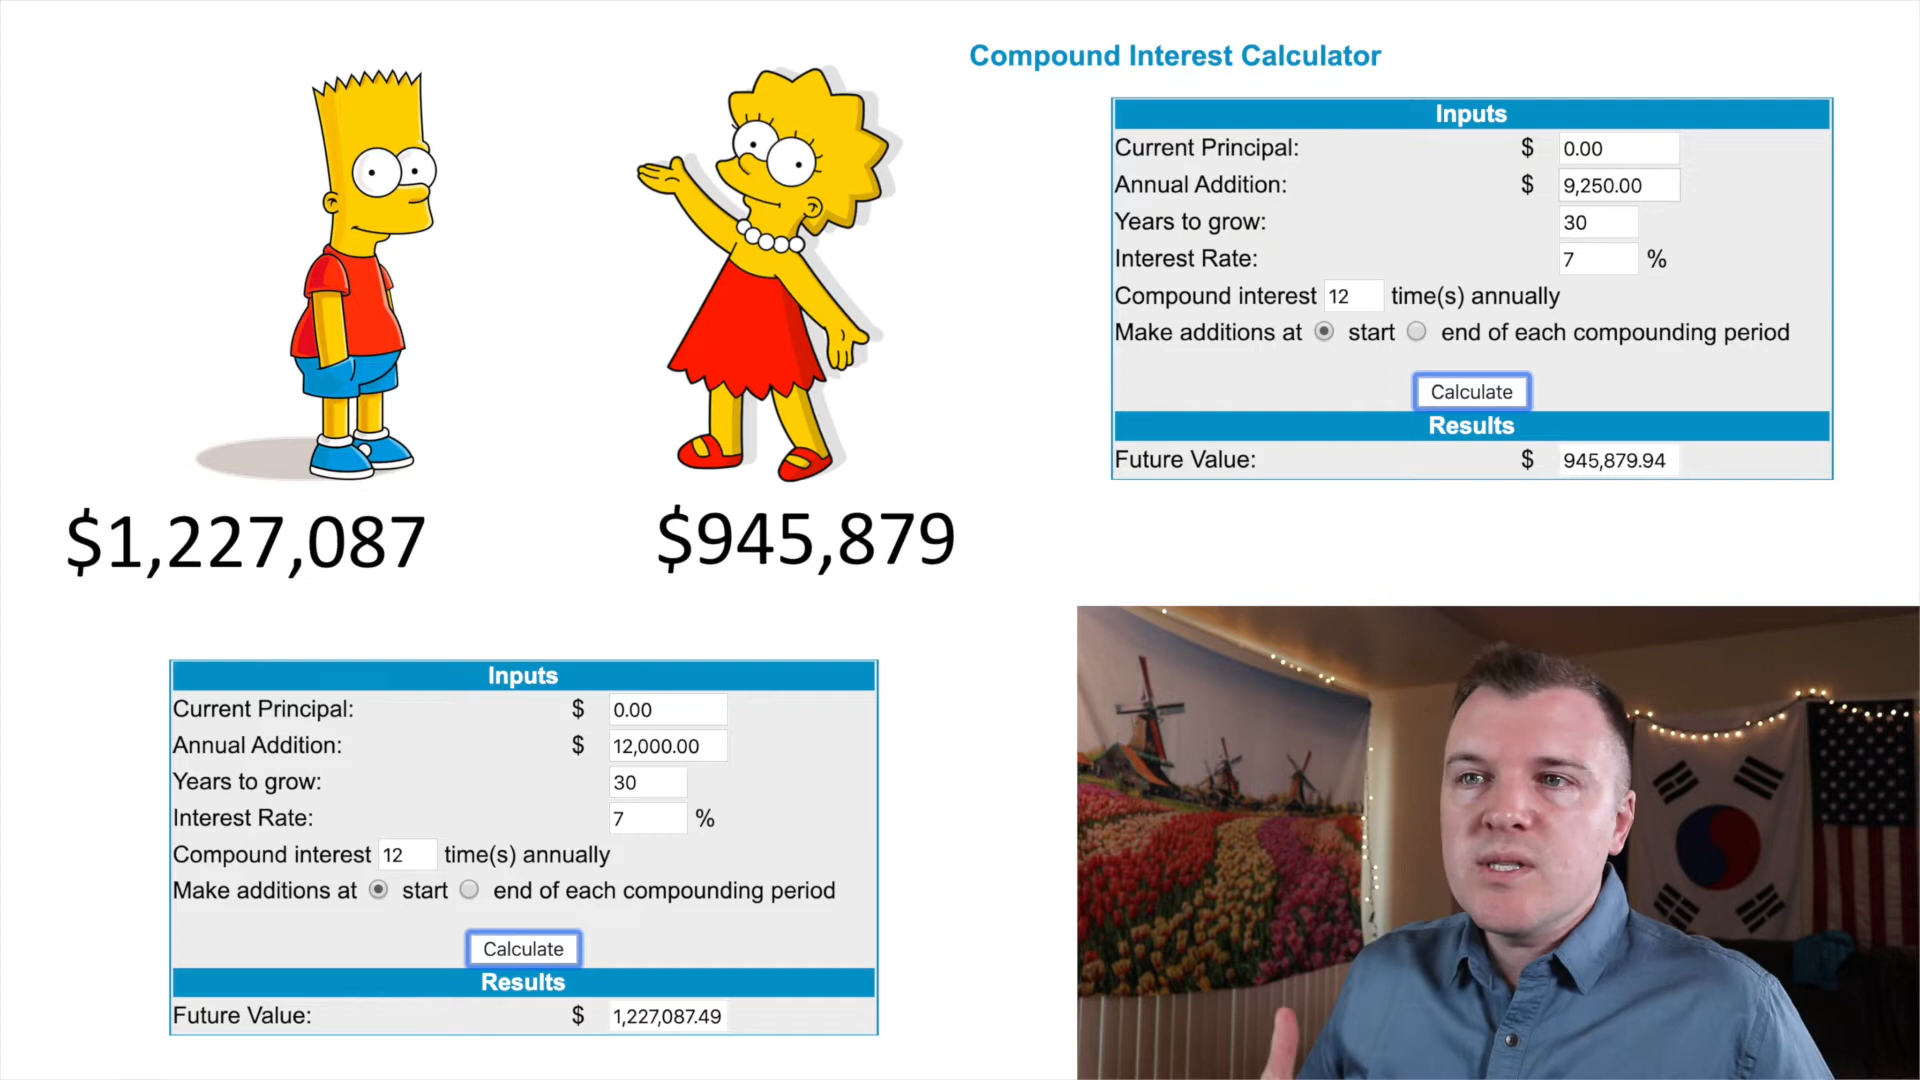 Compound Interest Calculator
Inputs
Current Principal: $ 0.00
Annual Addition: $ 9,250.00
Years to grow: 30
Interest Rate: 7 %
Compound interest 12 time(s) annually
Make additions at start end of each compounding period
Calculate
Results
Future Value: $ 945,879.94
$1,227,087
$945,879
Inputs
Current Principal: $ 0.00
Annual Addition: $ 12,000.00
Years to grow: 30
Interest Rate: 7 %
Compound interest 12 time(s) annually
Make additions at start end of each compounding period
Calculate
Results
Future Value: $ 1,227,087.49